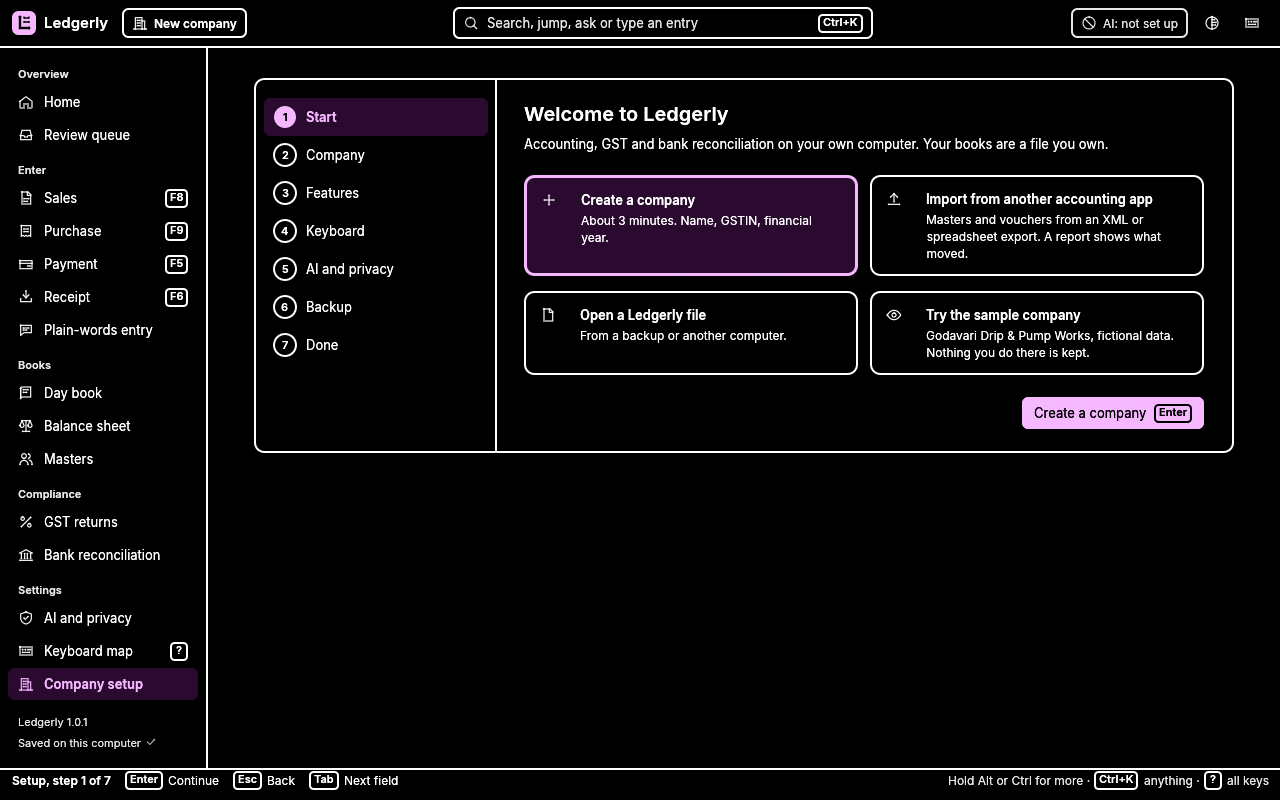 Ledgerly
New company
Search, jump, ask or type an entry
Ctrl+K
AI: not set up
Overview
Home
Review queue
Enter
Sales F8
Purchase F9
Payment F5
Receipt F6
Plain-words entry
Books
Day book
Balance sheet
Masters
Compliance
GST returns
Bank reconciliation
Settings
AI and privacy
Keyboard map ?
Company setup
Ledgerly 1.0.1
Saved on this computer
1 Start
2 Company
3 Features
4 Keyboard
5 AI and privacy
6 Backup
7 Done
Welcome to Ledgerly
Accounting, GST and bank reconciliation on your own computer. Your books are a file you own.
Create a company
About 3 minutes. Name, GSTIN, financial
year.
Import from another accounting app
Masters and vouchers from an XML or
spreadsheet export. A report shows what
moved.
Open a Ledgerly file
From a backup or another computer.
Try the sample company
Godavari Drip & Pump Works, fictional data.
Nothing you do there is kept.
Create a company Enter
Setup, step 1 of 7 Enter Continue Esc Back Tab Next field
Hold Alt or Ctrl for more · Ctrl+K anything · ? all keys